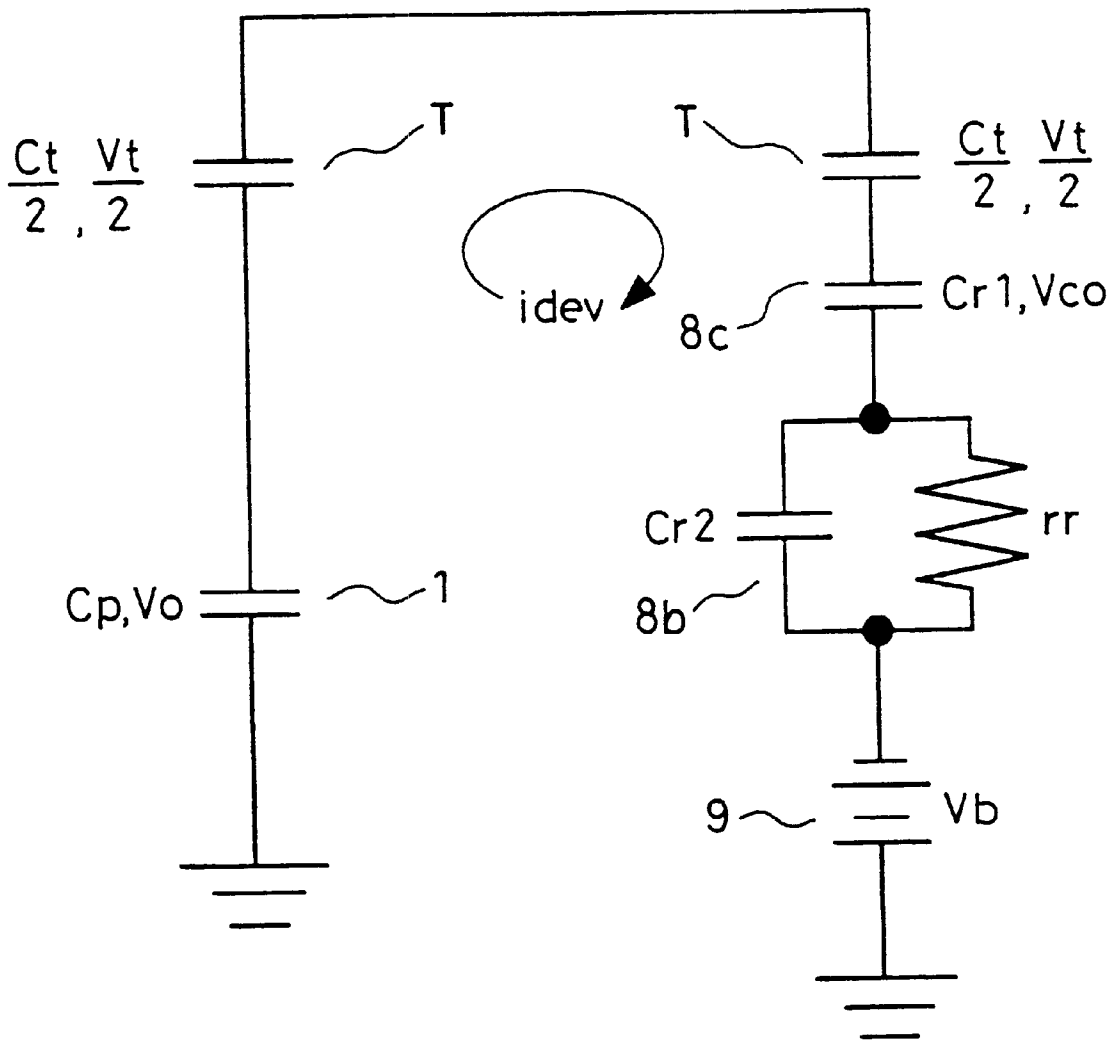 T
T
Ct/2 , Vt/2
Ct/2 , Vt/2
idev
Cr1,Vco
8c
Cr2
rr
Cp,Vo
1
8b
9
Vb